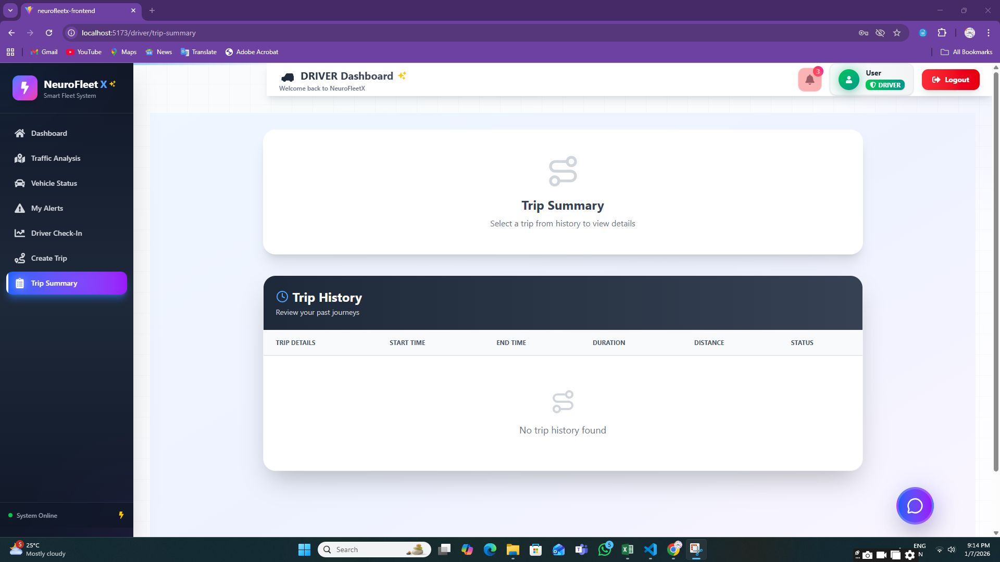 neurofleetx-frontend
localhost:5173/driver/trip-summary
Gmail
YouTube
Maps
News
Translate
Adobe Acrobat
All Bookmarks
NeuroFleet X
Smart Fleet System
DRIVER Dashboard
Welcome back to NeuroFleetX
3
User
DRIVER
Logout
Dashboard
Traffic Analysis
Vehicle Status
My Alerts
Driver Check-In
Create Trip
Trip Summary
System Online
Trip Summary
Select a trip from history to view details
Trip History
Review your past journeys
TRIP DETAILS START TIME END TIME DURATION DISTANCE STATUS
No trip history found
5
25°C
Mostly cloudy
Search
5
ENG
N
9:14 PM
1/7/2026